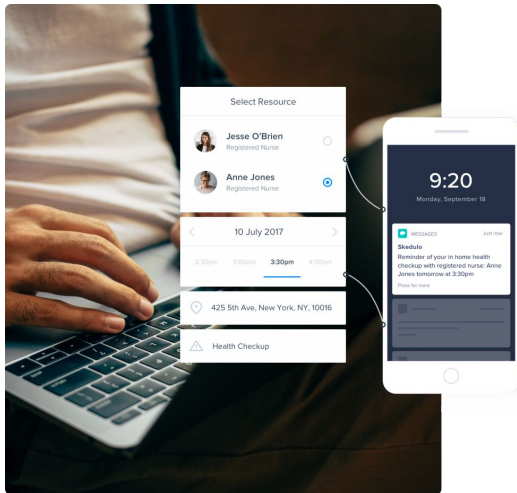 Select Resource
Jesse O'Brien
Registered Nurse
Anne Jones
Registered Nurse
10 July 2017
2:30pm 3:00pm 3:30pm 4:00pm
425 5th Ave, New York, NY, 10016
Health Checkup
9:20
Monday, September 18
MESSAGES Just now
Skedulo
Reminder of your in home health
checkup with registered nurse: Anne
Jones tomorrow at 3:30pm
Press for more